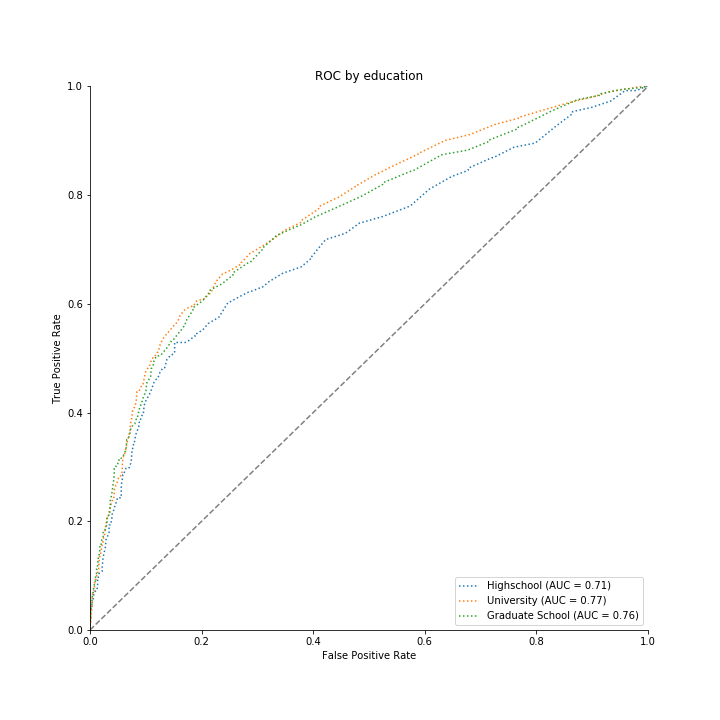 ROC by education
1.0
0.8
0.6
0.4
0.2
0.0
True Positive Rate
0.0 0.2 0.4 0.6 0.8 1.0
False Positive Rate
Highschool (AUC = 0.71)
University (AUC = 0.77)
Graduate School (AUC = 0.76)